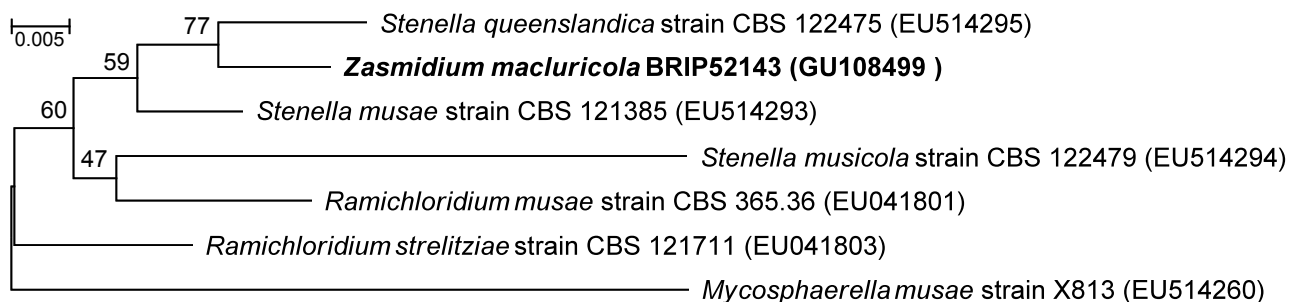 77
Stenella queenslandica strain CBS 122475 (EU514295)
0.005
59
Zasmidium macluricola BRIP52143 (GU108499 )
60
Stenella musae strain CBS 121385 (EU514293)
47
Stenella musicola strain CBS 122479 (EU514294)
Ramichloridium musae strain CBS 365.36 (EU041801)
Ramichloridium strelitziae strain CBS 121711 (EU041803)
Mycosphaerella musae strain X813 (EU514260)